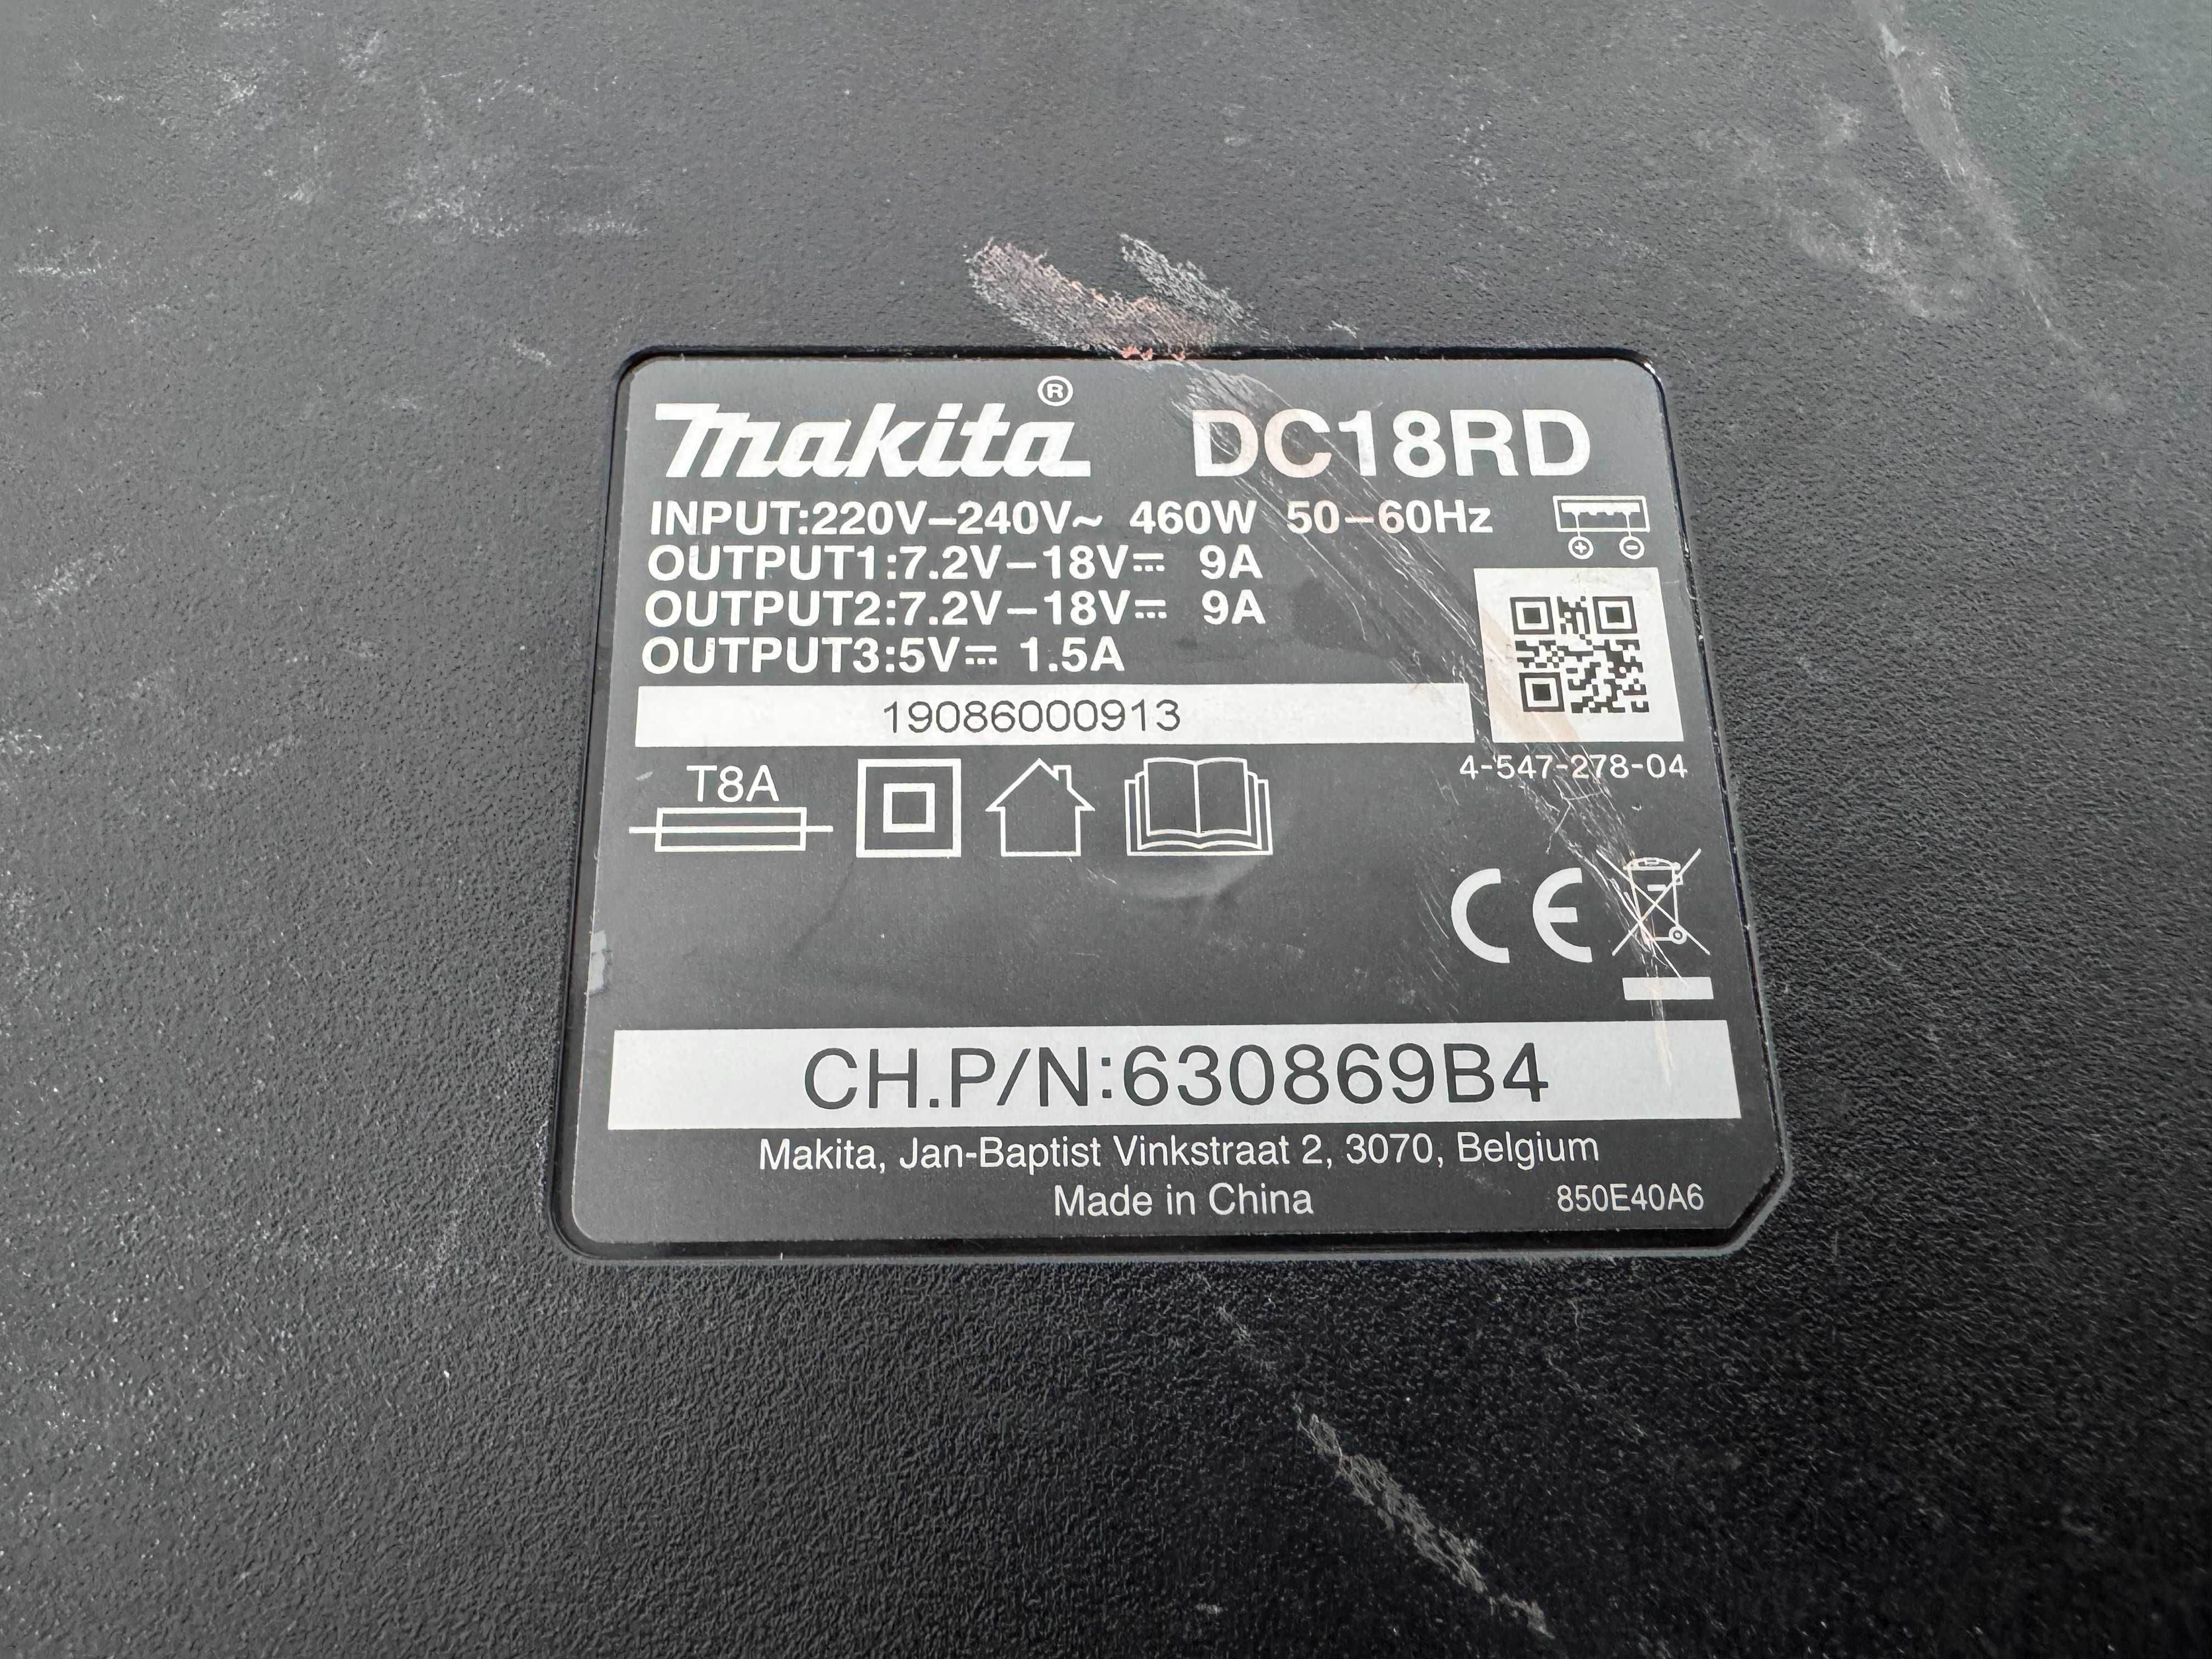 makita® DC18RD
INPUT:220V–240V~ 460W 50–60Hz
OUTPUT1:7.2V–18V⎓ 9A
OUTPUT2:7.2V–18V⎓ 9A
OUTPUT3:5V⎓ 1.5A
19086000913
4-547-278-04
T8A
CE
CH.P/N:630869B4
Makita, Jan-Baptist Vinkstraat 2, 3070, Belgium
Made in China
850E40A6